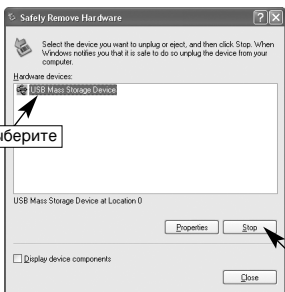 Safely Remove Hardware
Select the device you want to unplug or eject, and then click Stop. When
Windows notifies you that it is safe to do so unplug the device from your
computer.
Hardware devices:
USB Mass Storage Device
USB Mass Storage Device at Location 0
Properties
Stop
Display device components
Close